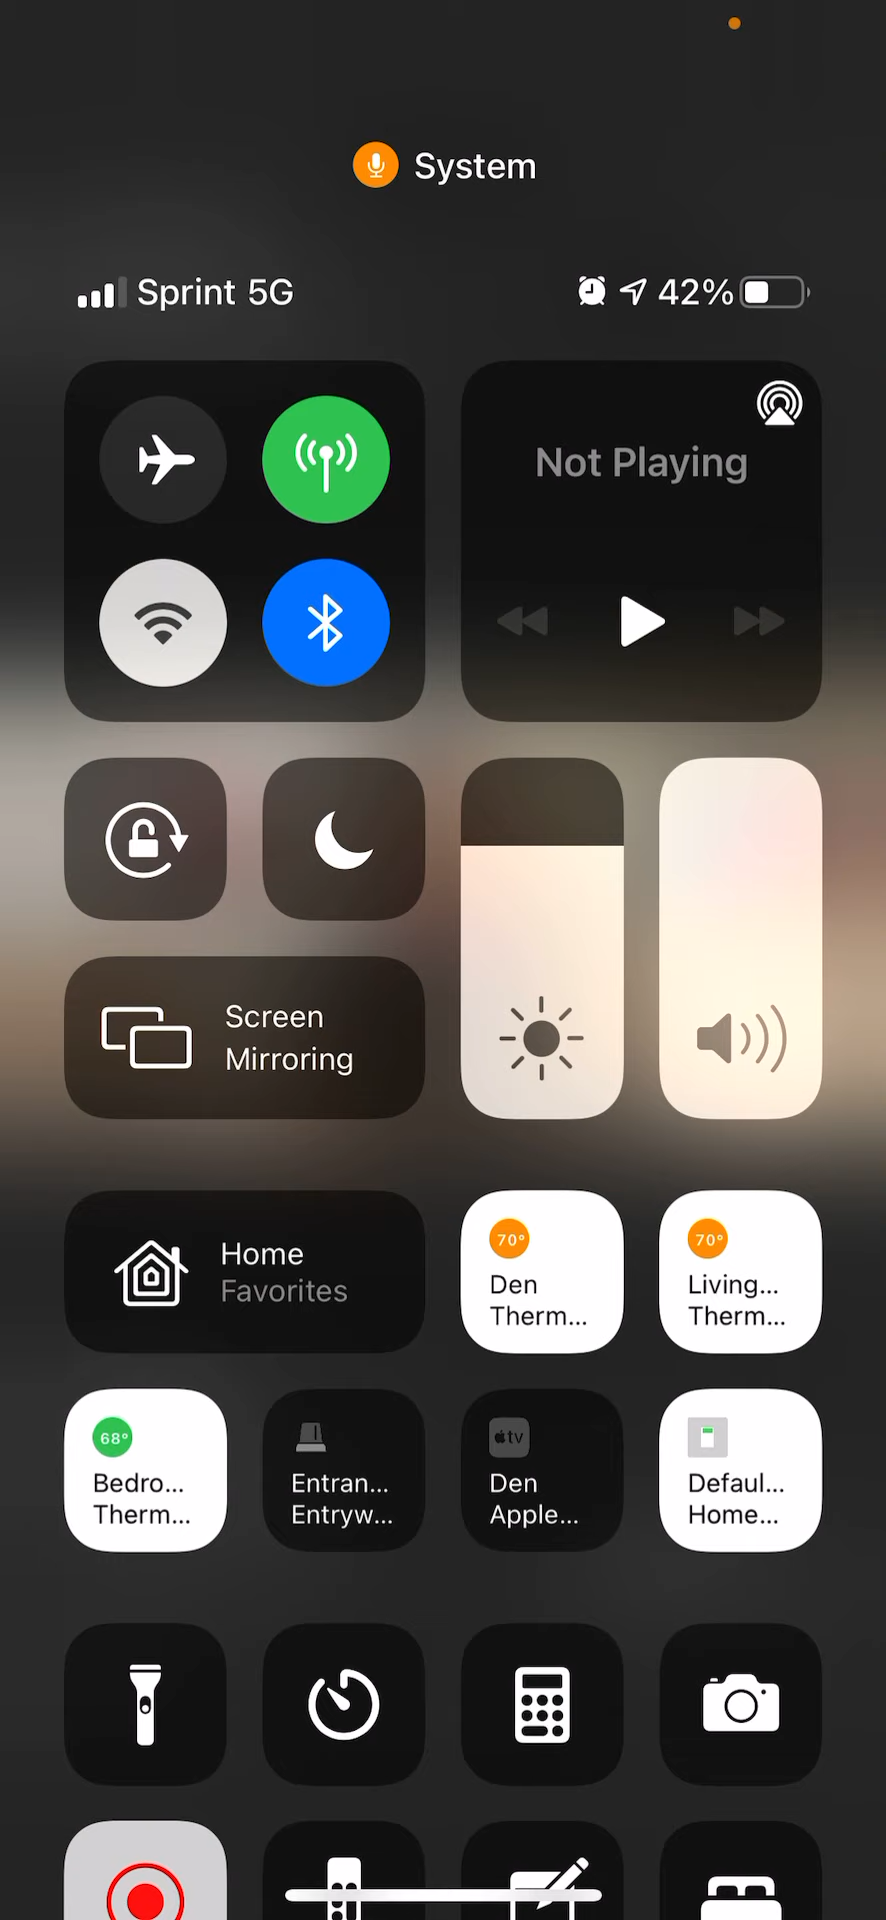 System
Sprint 5G
42%
Not Playing
Screen
Mirroring
Home
Favorites
70°
Den
Therm...
70°
Living...
Therm...
68°
Bedro...
Therm...
Entran...
Entryw...
tv
Den
Apple...
Defaul...
Home...